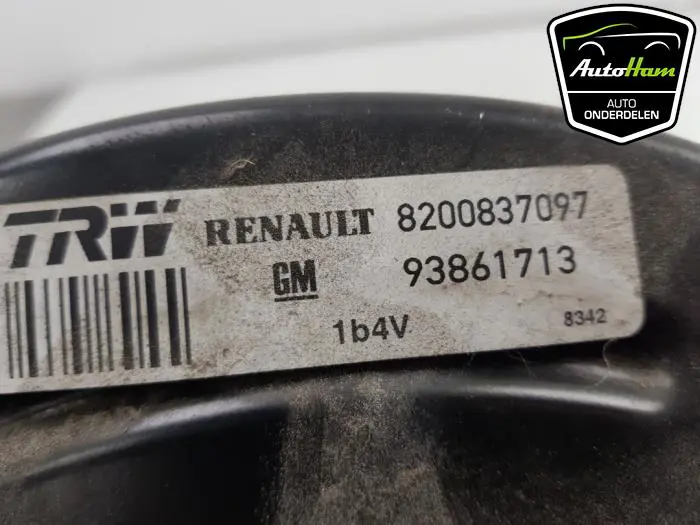 AutoHam
AUTO
ONDERDELEN
TRW RENAULT 8200837097
GM 93861713
1b4V 8342